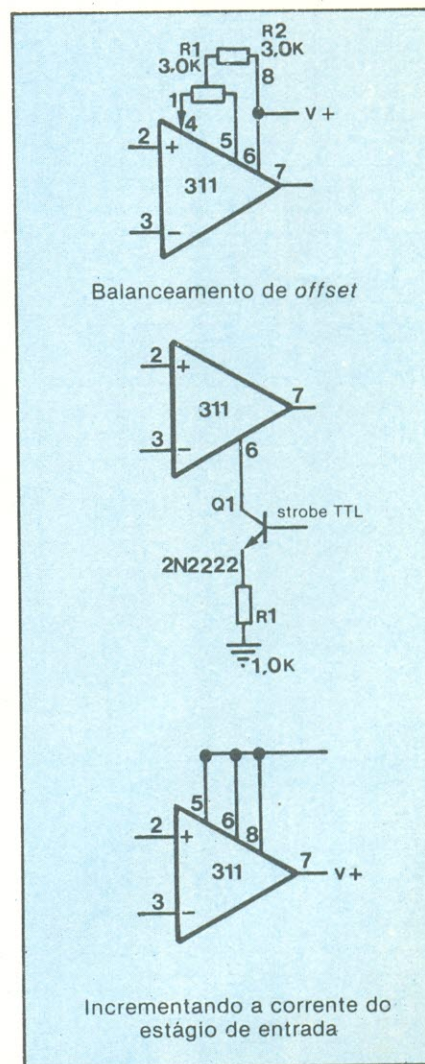 R1
3,0K
R2
3,0K
8
1
4
V+
2
+
5
6
7
311
3
−
Balanceamento de offset
2
+
7
311
3
−
6
Q1
strobe TTL
2N2222
R1
1,0K
5
6
8
2
+
7
V+
311
3
−
Incrementando a corrente do
estágio de entrada